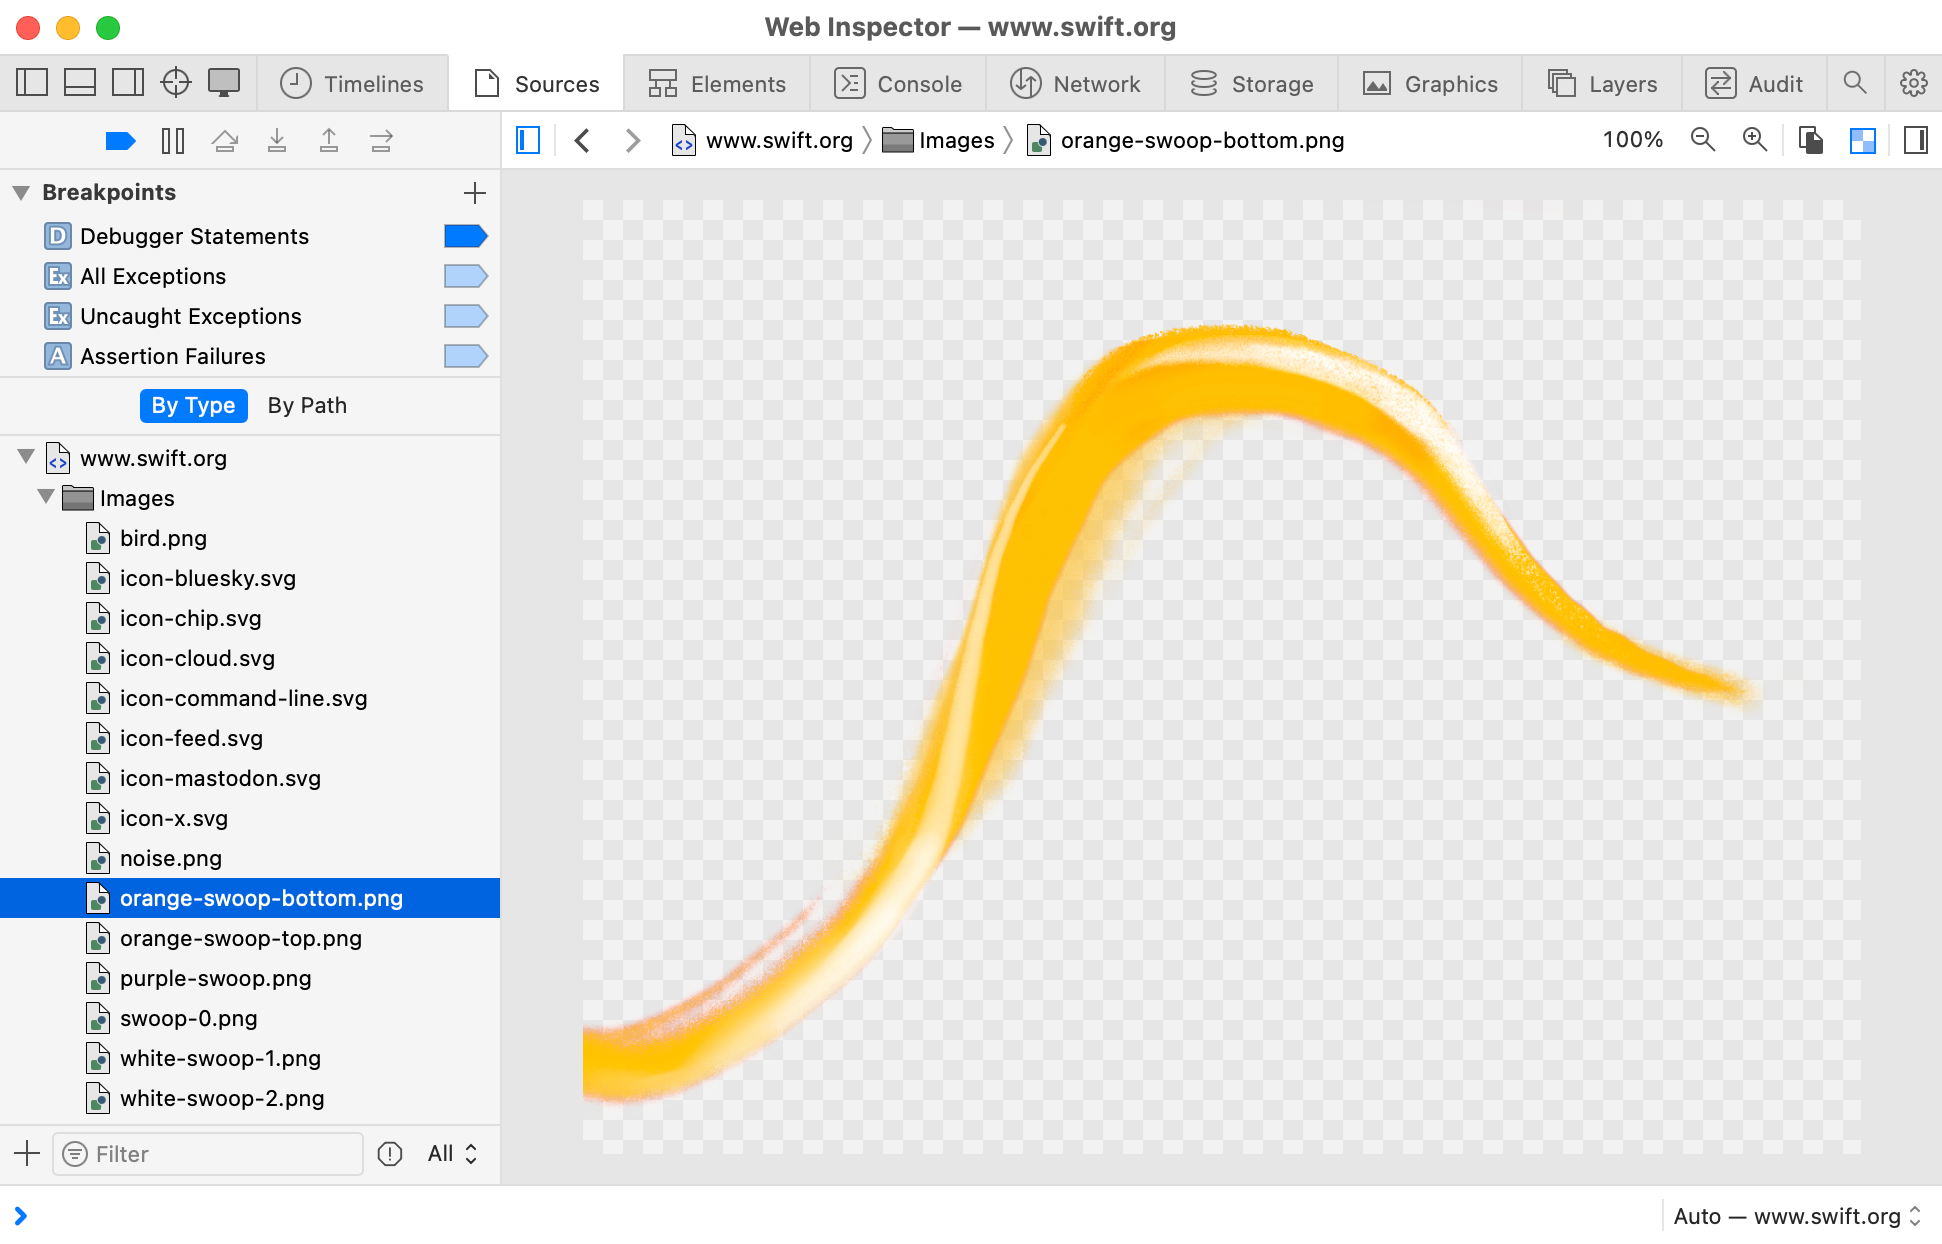 Web Inspector — www.swift.org
Timelines
Sources
Elements
Console
Network
Storage
Graphics
Layers
Audit
www.swift.org
Images
orange-swoop-bottom.png
100%
Breakpoints
D Debugger Statements
Ex All Exceptions
Ex Uncaught Exceptions
A Assertion Failures
By Type By Path
www.swift.org
Images
bird.png
icon-bluesky.svg
icon-chip.svg
icon-cloud.svg
icon-command-line.svg
icon-feed.svg
icon-mastodon.svg
icon-x.svg
noise.png
orange-swoop-bottom.png
orange-swoop-top.png
purple-swoop.png
swoop-0.png
white-swoop-1.png
white-swoop-2.png
Filter
All
Auto — www.swift.org